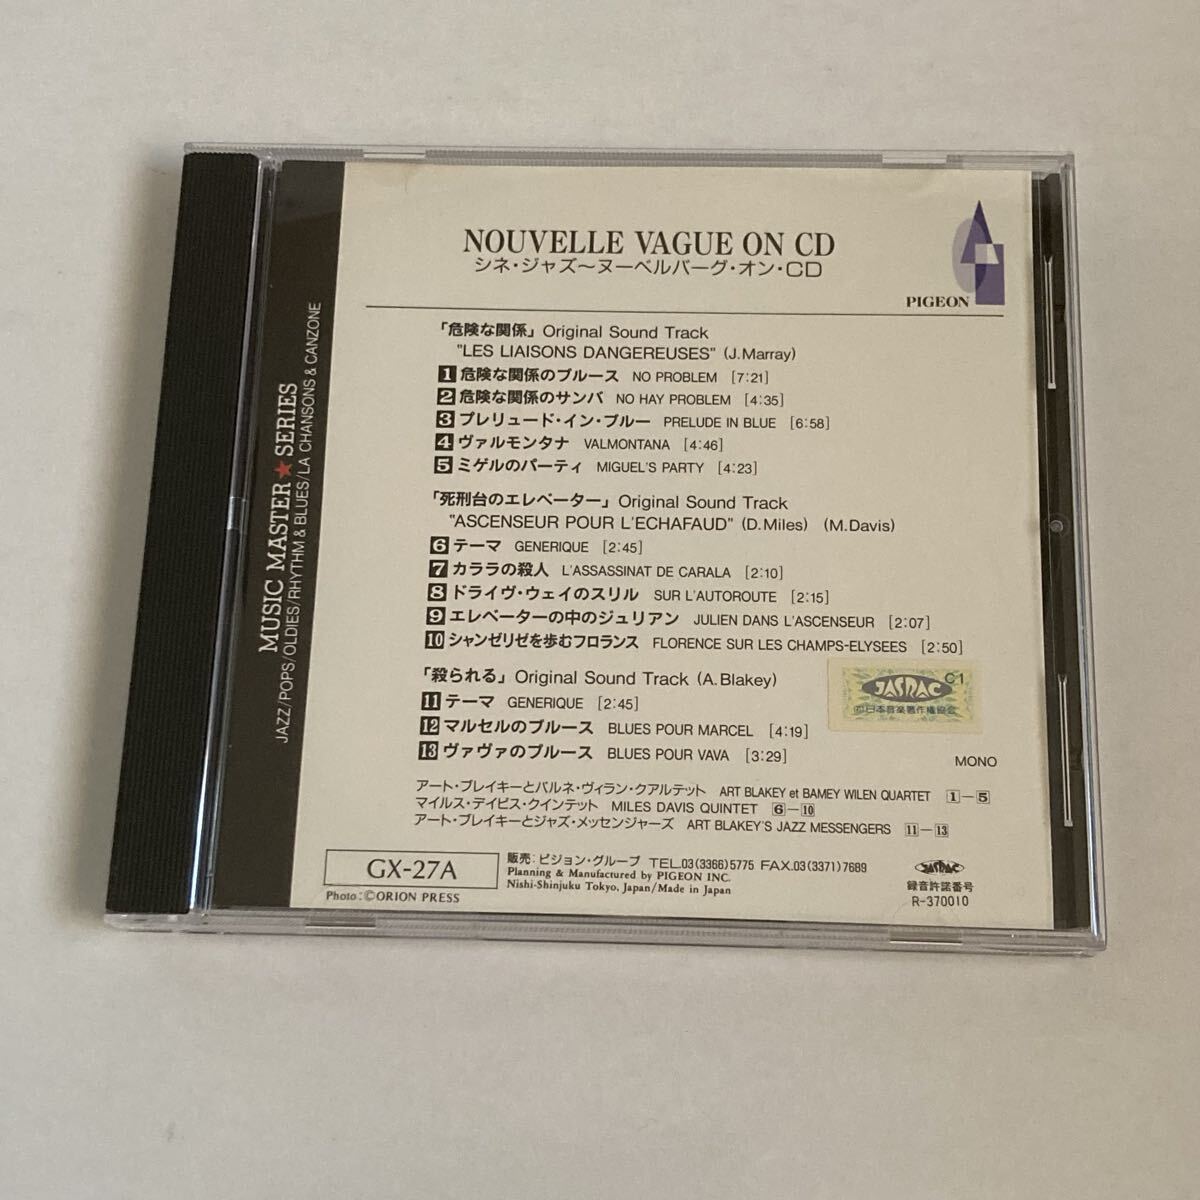 NOUVELLE VAGUE ON CD
シネ・ジャズ～ヌーベルバーグ・オン・CD
PIGEON
MUSIC MASTER★SERIES
JAZZ/POPS/OLDIES/RHYTHM & BLUES/LA CHANSONS & CANZONE
「危険な関係」 Original Sound Track
"LES LIAISONS DANGEREUSES" (J.Marray)
1 危険な関係のブルース NO PROBLEM [7:21]
2 危険な関係のサンバ NO HAY PROBLEM [4:35]
3 プレリュード・イン・ブルー PRELUDE IN BLUE [6:58]
4 ヴァルモンタナ VALMONTANA [4:46]
5 ミゲルのパーティ MIGUEL'S PARTY [4:23]
「死刑台のエレベーター」 Original Sound Track
"ASCENSEUR POUR L'ECHAFAUD" (D.Miles) (M.Davis)
6 テーマ GENERIQUE [2:45]
7 カララの殺人 L'ASSASSINAT DE CARALA [2:10]
8 ドライヴ・ウェイのスリル SUR L'AUTOROUTE [2:15]
9 エレベーターの中のジュリアン JULIEN DANS L'ASCENSEUR [2:07]
10 シャンゼリゼを歩むフロランス FLORENCE SUR LES CHAMPS-ELYSEES [2:50]
「殺られる」 Original Sound Track (A.Blakey)
11 テーマ GENERIQUE [2:45]
12 マルセルのブルース BLUES POUR MARCEL [4:19]
13 ヴァヴァのブルース BLUES POUR VAVA [3:29]
JASRAC C1
日本音楽著作権協会
MONO
アート・ブレイキーとバルネ・ヴィラン・クアルテット ART BLAKEY et BAMEY WILEN QUARTET 1-5
マイルス・デイビス・クインテット MILES DAVIS QUINTET 6-10
アート・ブレイキーとジャズ・メッセンジャーズ ART BLAKEY'S JAZZ MESSENGERS 11-13
GX-27A
Photo:©ORION PRESS
販売：ピジョン・グループ TEL.03(3366)5775 FAX.03(3371)7689
Planning & Manufactured by PIGEON INC.
Nishi-Shinjuku Tokyo, Japan/Made in Japan
JASRAC
録音許諾番号
R-370010